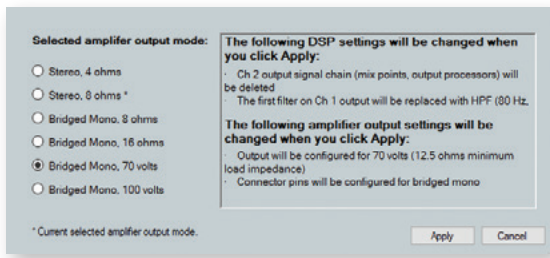 Selected amplifer output mode:
Stereo, 4 ohms
Stereo, 8 ohms *
Bridged Mono, 8 ohms
Bridged Mono, 16 ohms
Bridged Mono, 70 volts
Bridged Mono, 100 volts
* Current selected amplifier output mode.
The following DSP settings will be changed when
you click Apply:
· Ch 2 output signal chain (mix points, output processors) will
be deleted
· The first filter on Ch 1 output will be replaced with HPF (80 Hz,
The following amplifier output settings will be
changed when you click Apply:
· Output will be configured for 70 volts (12.5 ohms minimum
load impedance)
· Connector pins will be configured for bridged mono
Apply
Cancel